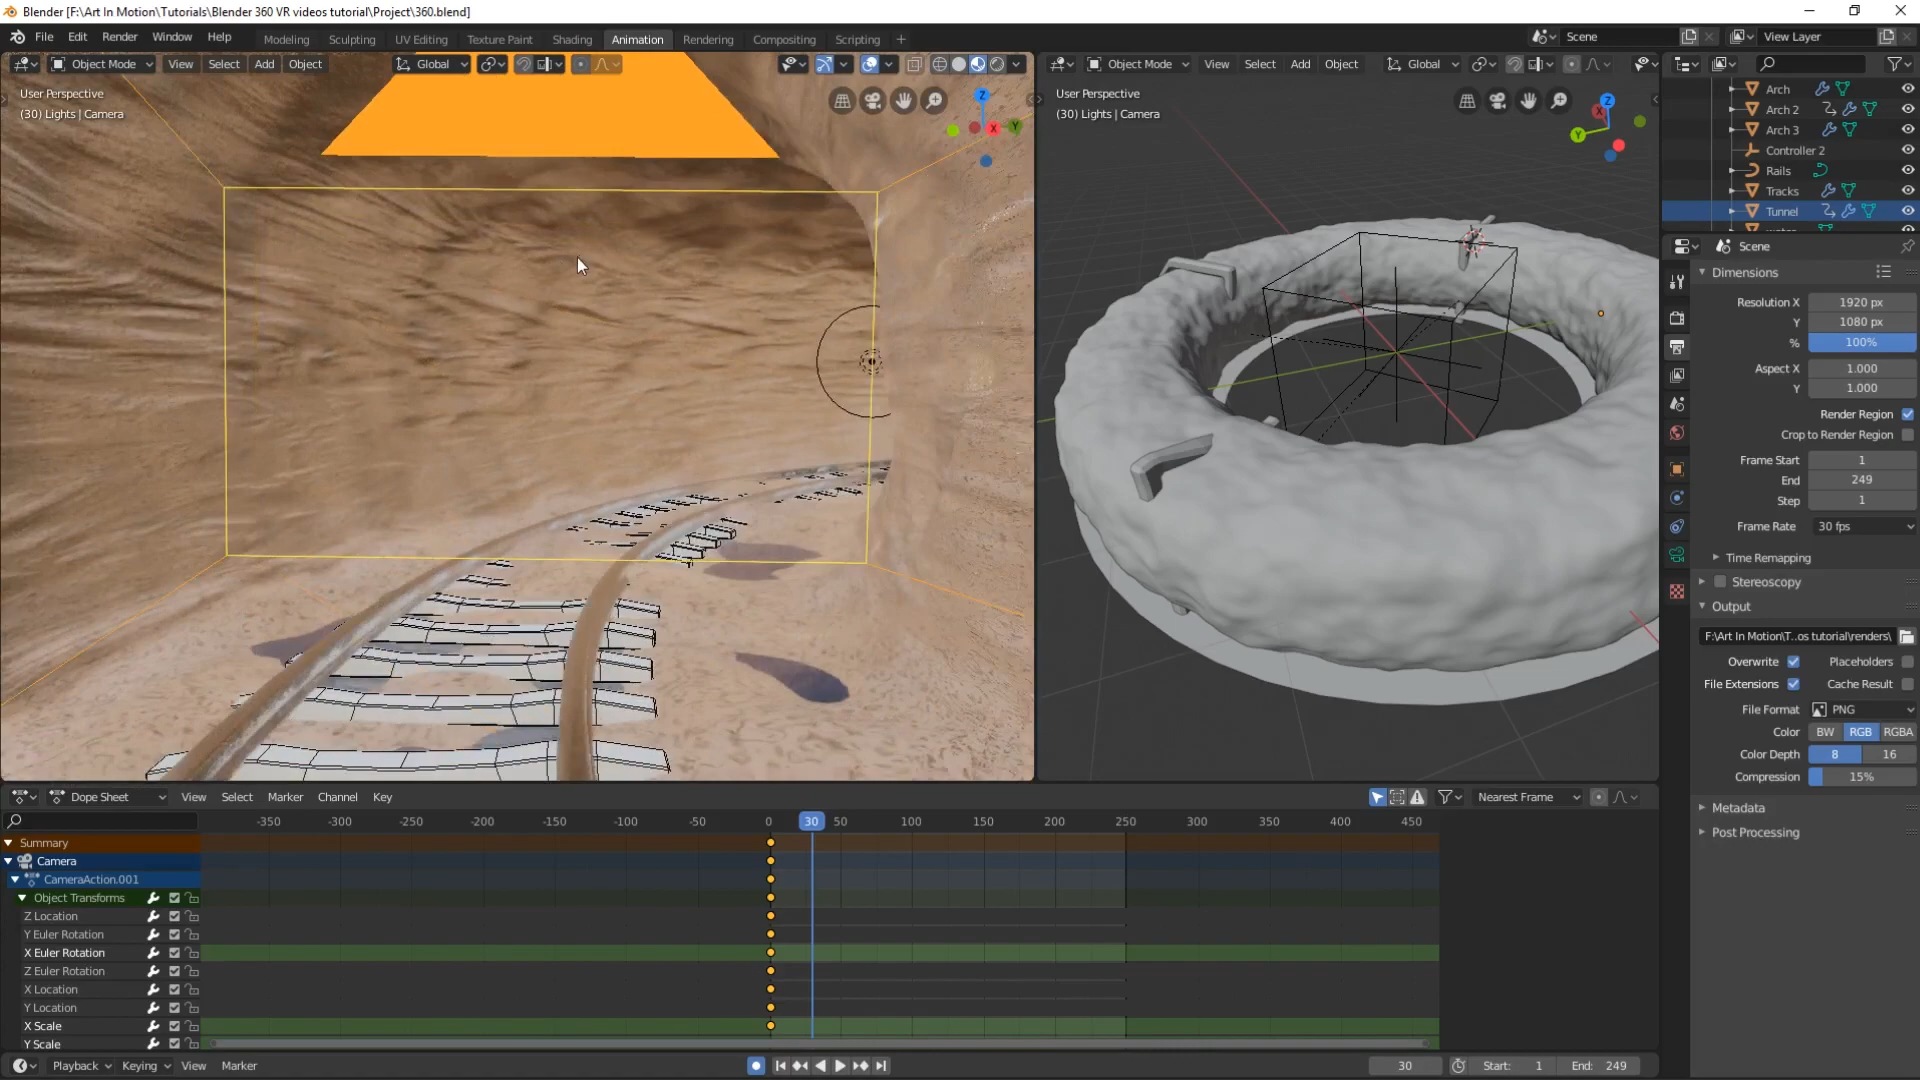 Blender [F:\Art In Motion\Tutorials\Blender 360 VR videos tutorial\Project\360.blend]
File Edit Render Window Help
Modeling Sculpting UV Editing Texture Paint Shading Animation Rendering Compositing Scripting +
Scene
View Layer
Object Mode View Select Add Object Global
Object Mode View Select Add Object Global
User Perspective
(30) Lights | Camera
Z
X
Y
User Perspective
(30) Lights | Camera
Z
X
Y
Arch
Arch 2
Arch 3
Controller 2
Rails
Tracks
Tunnel
Scene
Dimensions
Resolution X 1920 px
Y 1080 px
% 100%
Aspect X 1.000
Y 1.000
Render Region
Crop to Render Region
Frame Start 1
End 249
Step 1
Frame Rate 30 fps
Time Remapping
Stereoscopy
Output
F:\Art In Motion\T..os tutorial\renders\
Overwrite Placeholders
File Extensions Cache Result
File Format PNG
Color BW RGB RGBA
Color Depth 8 16
Compression 15%
Metadata
Post Processing
Dope Sheet View Select Marker Channel Key
Nearest Frame
-350 -300 -250 -200 -150 -100 -50 0 30 50 100 150 200 250 300 350 400 450
Summary
Camera
CameraAction.001
Object Transforms
Z Location
Y Euler Rotation
X Euler Rotation
Z Euler Rotation
X Location
Y Location
X Scale
Y Scale
Playback Keying View Marker
30
Start: 1
End: 249